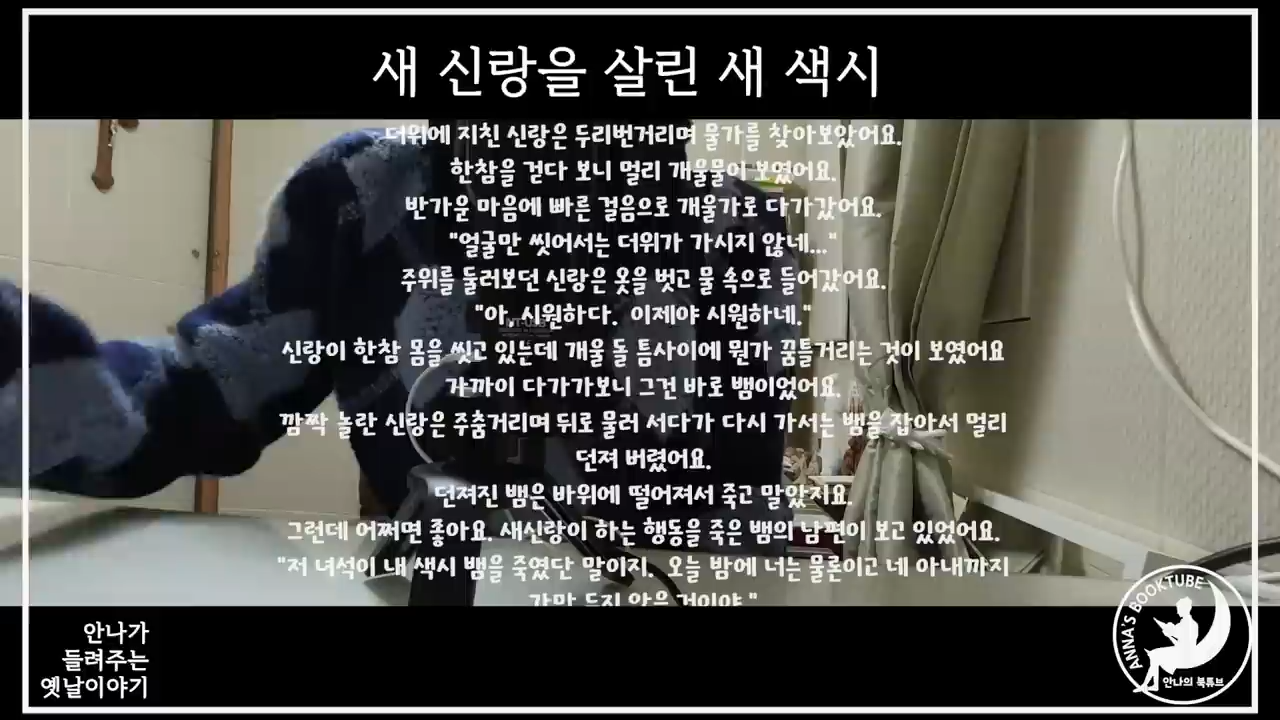 새 신랑을 살린 새 색시
더위에 지친 신랑은 두리번거리며 물가를 찾아보았어요.
한참을 걷다 보니 멀리 개울물이 보였어요.
반가운 마음에 빠른 걸음으로 개울가로 다가갔어요.
"얼굴만 씻어서는 더위가 가시지 않네..."
주위를 둘러보던 신랑은 옷을 벗고 물 속으로 들어갔어요.
"아, 시원하다. 이제야 시원하네."
신랑이 한참 몸을 씻고 있는데 개울 돌 틈사이에 뭔가 꿈틀거리는 것이 보였어요
가까이 다가가보니 그건 바로 뱀이었어요.
깜짝 놀란 신랑은 주춤거리며 뒤로 물러 서다가 다시 가서는 뱀을 잡아서 멀리
던져 버렸어요.
던져진 뱀은 바위에 떨어져서 죽고 말았지요.
그런데 어쩌면 좋아요. 새신랑이 하는 행동을 죽은 뱀의 남편이 보고 있었어요.
"저 녀석이 내 색시 뱀을 죽였단 말이지. 오늘 밤에 너는 물론이고 네 아내까지
가만 두지 않을 거이야."
안나가
들려주는
옛날이야기
ANNA'S BOOKTUBE
안나의 북튜브